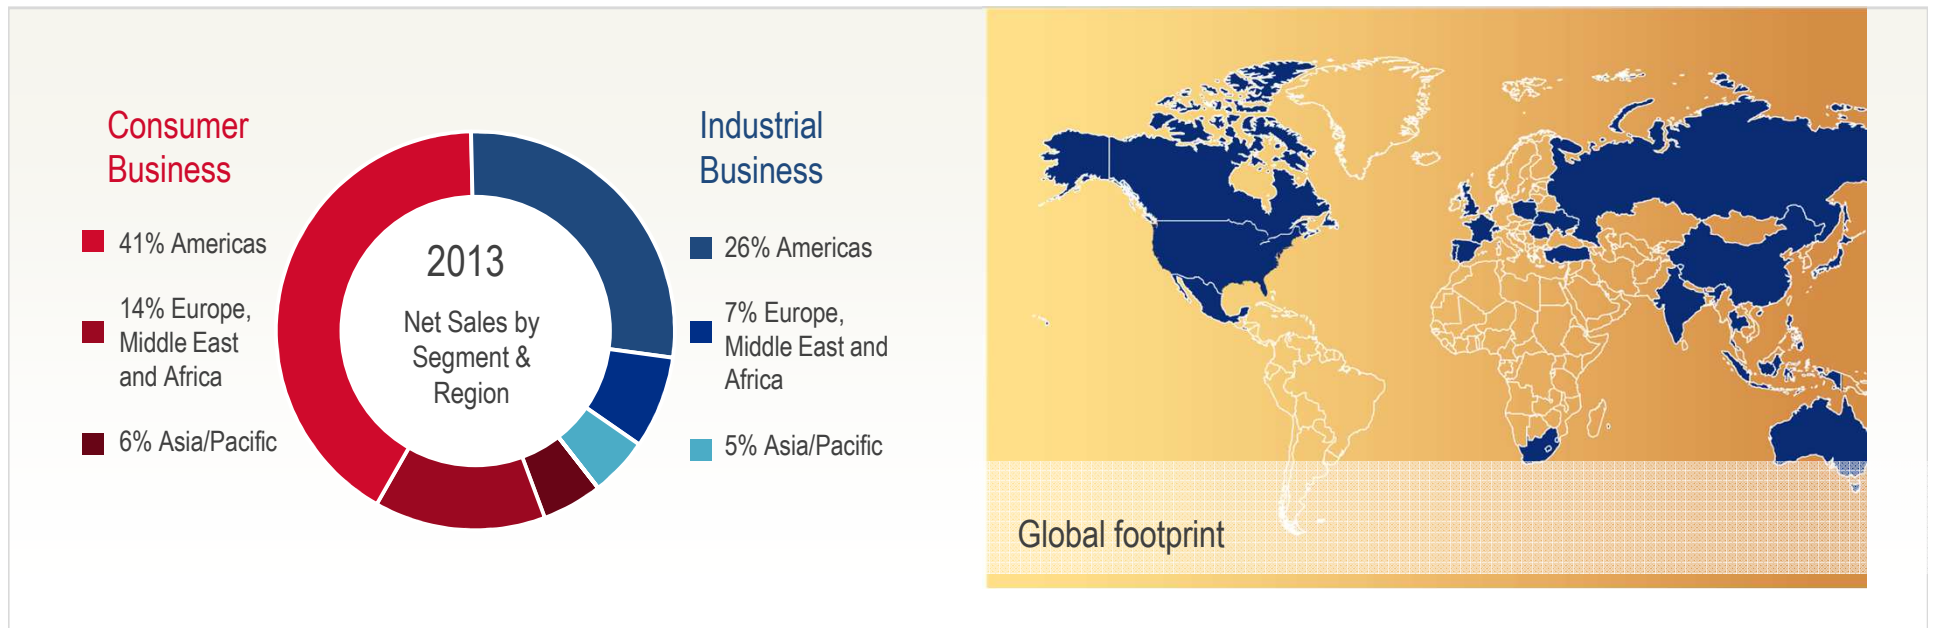 Consumer
Business
41% Americas
14% Europe,
Middle East
and Africa
6% Asia/Pacific
2013
Net Sales by
Segment &
Region
Industrial
Business
26% Americas
7% Europe,
Middle East and
Africa
5% Asia/Pacific
Global footprint